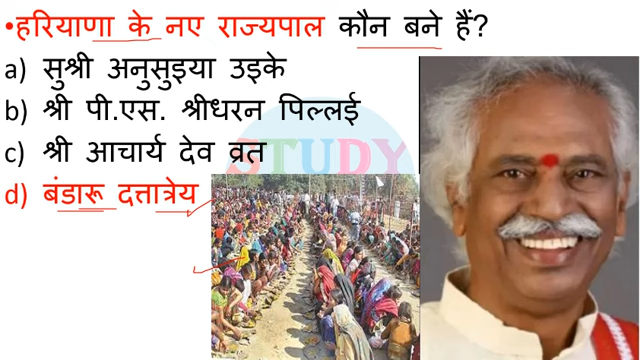 •हरियाणा के नए राज्यपाल कौन बने हैं?
a) सुश्री अनुसुइया उइके
b) श्री पी.एस. श्रीधरन पिल्लई
c) श्री आचार्य देव व्रत
STUDY
d) बंडारू दत्तात्रेय